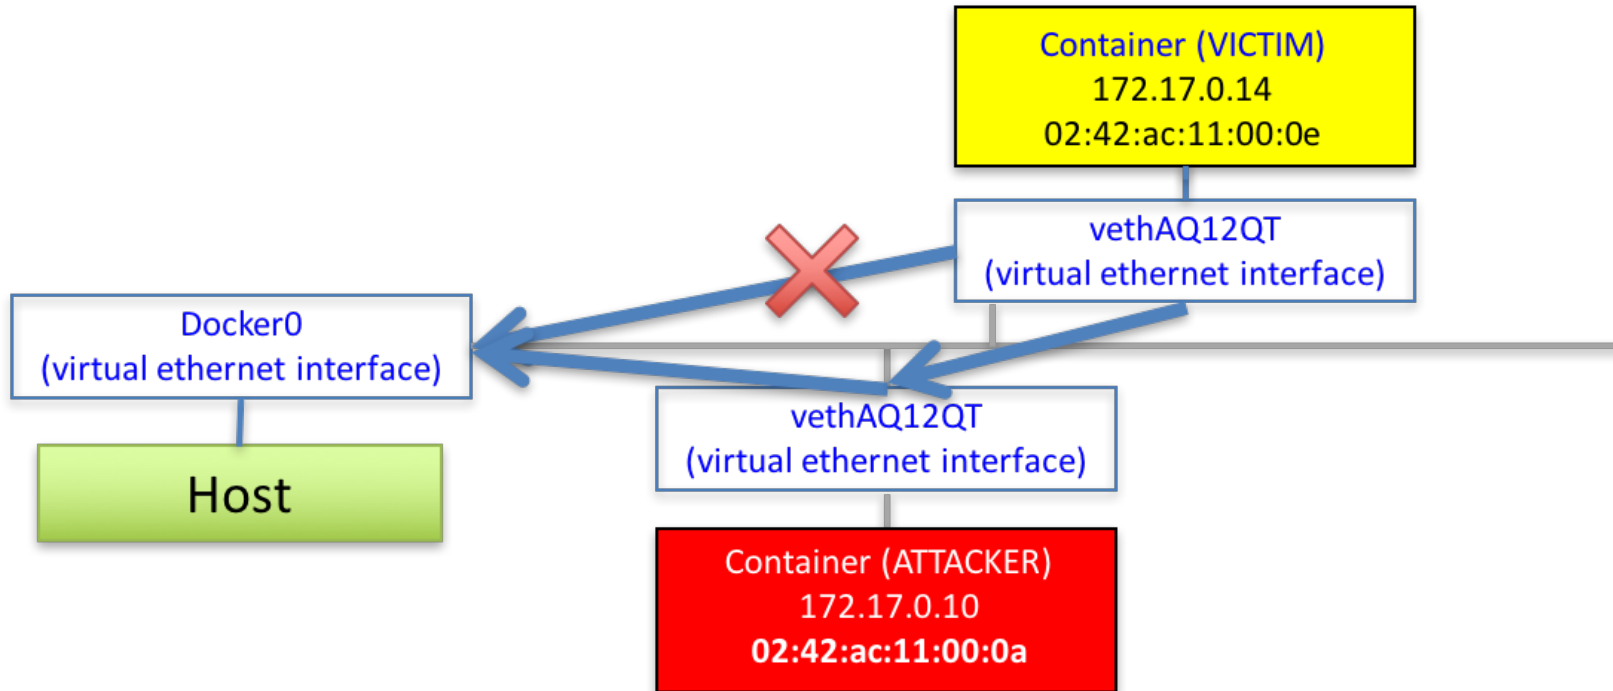 Container (VICTIM)
172.17.0.14
02:42:ac:11:00:0e
vethAQ12QT
(virtual ethernet interface)
Docker0
(virtual ethernet interface)
Host
vethAQ12QT
(virtual ethernet interface)
Container (ATTACKER)
172.17.0.10
02:42:ac:11:00:0a